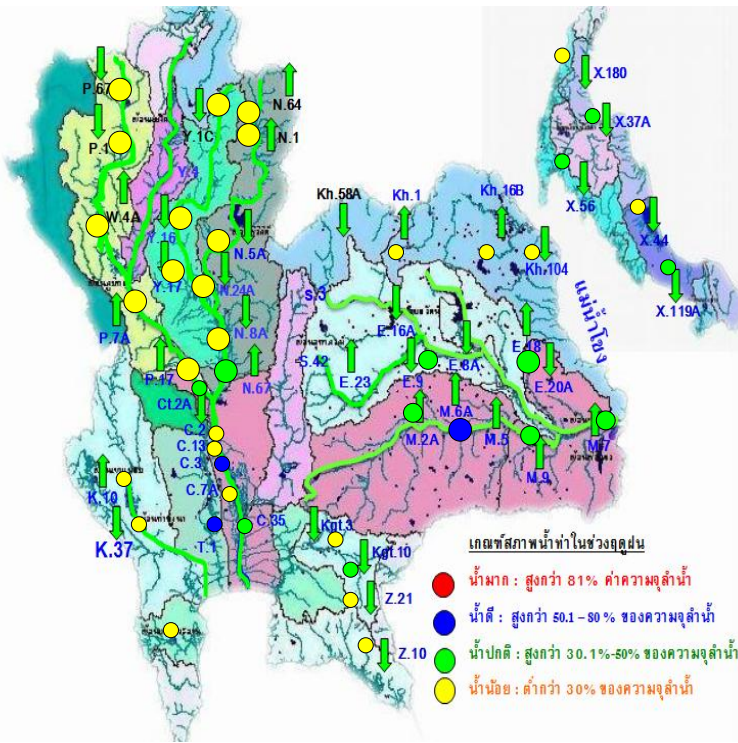 P.67
N.64
Y.1C
N.1
P.1
W.4A
Y.4
Y.16
N.5A
Y.17
N.24A
P.7A
N.8A
P.17
N.67
Ct.2A
C.2
C.13
C.3
C.7A
C.35
K.10
K.37
T.1
Kh.58A
Kh.1
Kh.16B
Kh.104
แม่น้ำโขง
S.3
S.42
E.16A
E.23
E.9
E.8A
E.18
E.20A
M.6A
M.2A
M.5
M.9
M.7
Kgt.3
Kgt.10
Z.21
Z.10
X.180
X.37A
X.56
X.44
X.119A
เกณฑ์สภาพน้ำท่าในช่วงฤดูฝน
น้ำมาก : สูงกว่า 81% ค่าความจุลำน้ำ
น้ำดี : สูงกว่า 50.1 – 80 % ของความจุลำน้ำ
น้ำปกติ : สูงกว่า 30.1%-50% ของความจุลำน้ำ
น้ำน้อย : ต่ำกว่า 30% ของความจุลำน้ำ